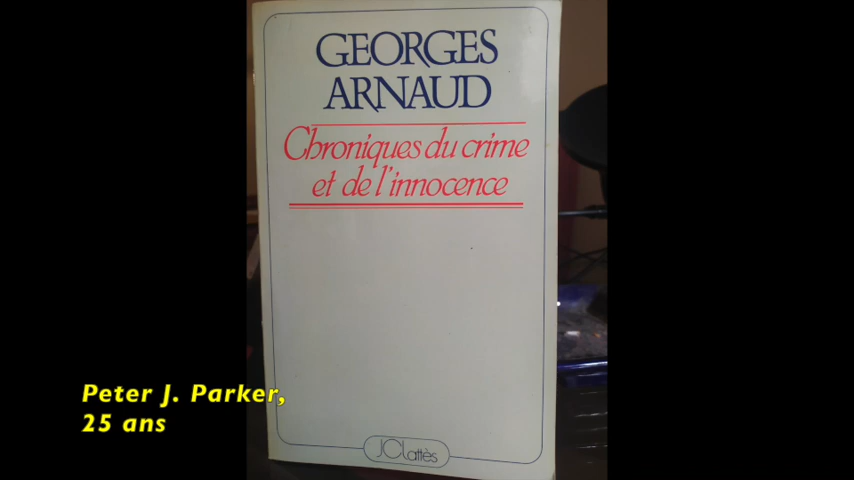 GEORGES
ARNAUD
Chroniques du crime
et de l'innocence
Peter J. Parker,
25 ans
JCLattès